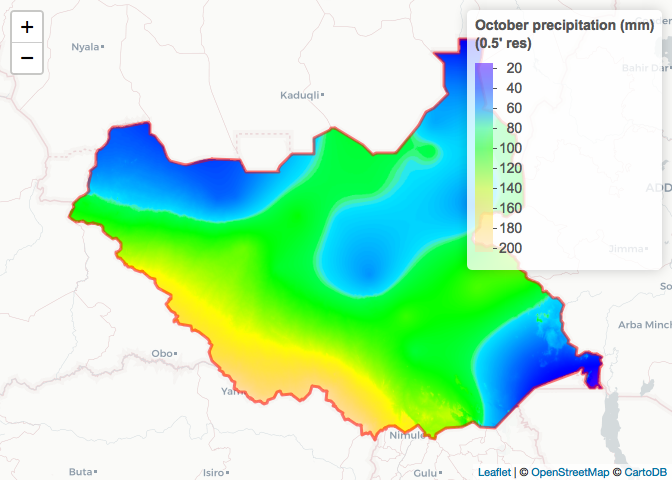 +
−
October precipitation (mm)
(0.5' res)
20
40
60
80
100
120
140
160
180
200
Nyala
Kaduqli
Bahir Dar
ADD
Jimma
So
Arba Minch
Obo
Nimule
Buta
Isiro
Gulu
Leaflet | © OpenStreetMap © CartoDB